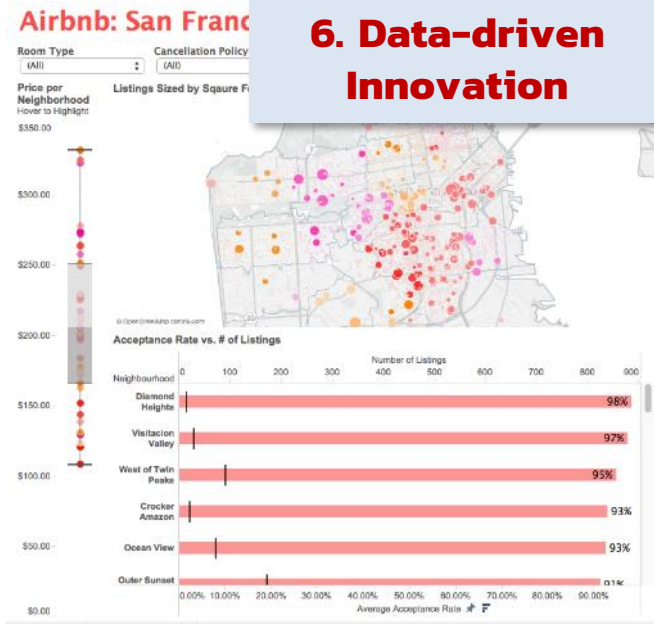 Airbnb: San Franc
6. Data-driven
Innovation
Room Type
Cancellation Policy
(All)
(All)
Price per
Neighborhood
Hover to Highlight
Listings Sized by Sqaure Fe
$350.00
$300.00
$250.00
$200.00
$150.00
$100.00
$50.00
$0.00
© OpenStreetMap contributors
Acceptance Rate vs. # of Listings
Number of Listings
Neighbourhood
0 100 200 300 400 500 600 700 800 900
Diamond
Heights
98%
Visitacion
Valley
97%
West of Twin
Peaks
95%
Crocker
Amazon
93%
Ocean View
93%
Outer Sunset
91%
0.00% 10.00% 20.00% 30.00% 40.00% 50.00% 60.00% 70.00% 80.00% 90.00%
Average Acceptance Rate